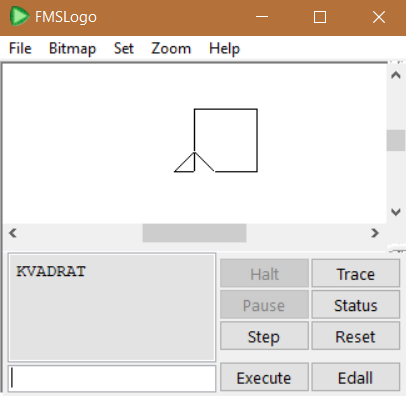 FMSLogo
File Bitmap Set Zoom Help
KVADRAT
Halt Trace
Pause Status
Step Reset
Execute Edall